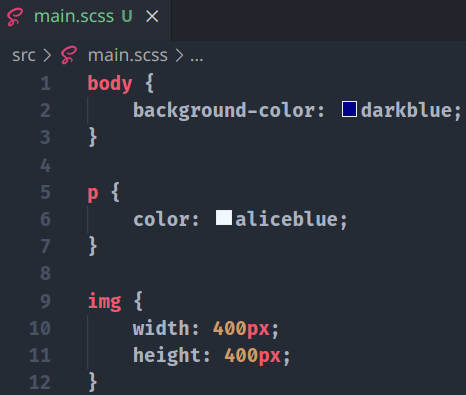 main.scss U ×
src > main.scss > ...
1 body {
2     background-color: darkblue;
3 }
4
5 p {
6     color: aliceblue;
7 }
8
9 img {
10     width: 400px;
11     height: 400px;
12 }